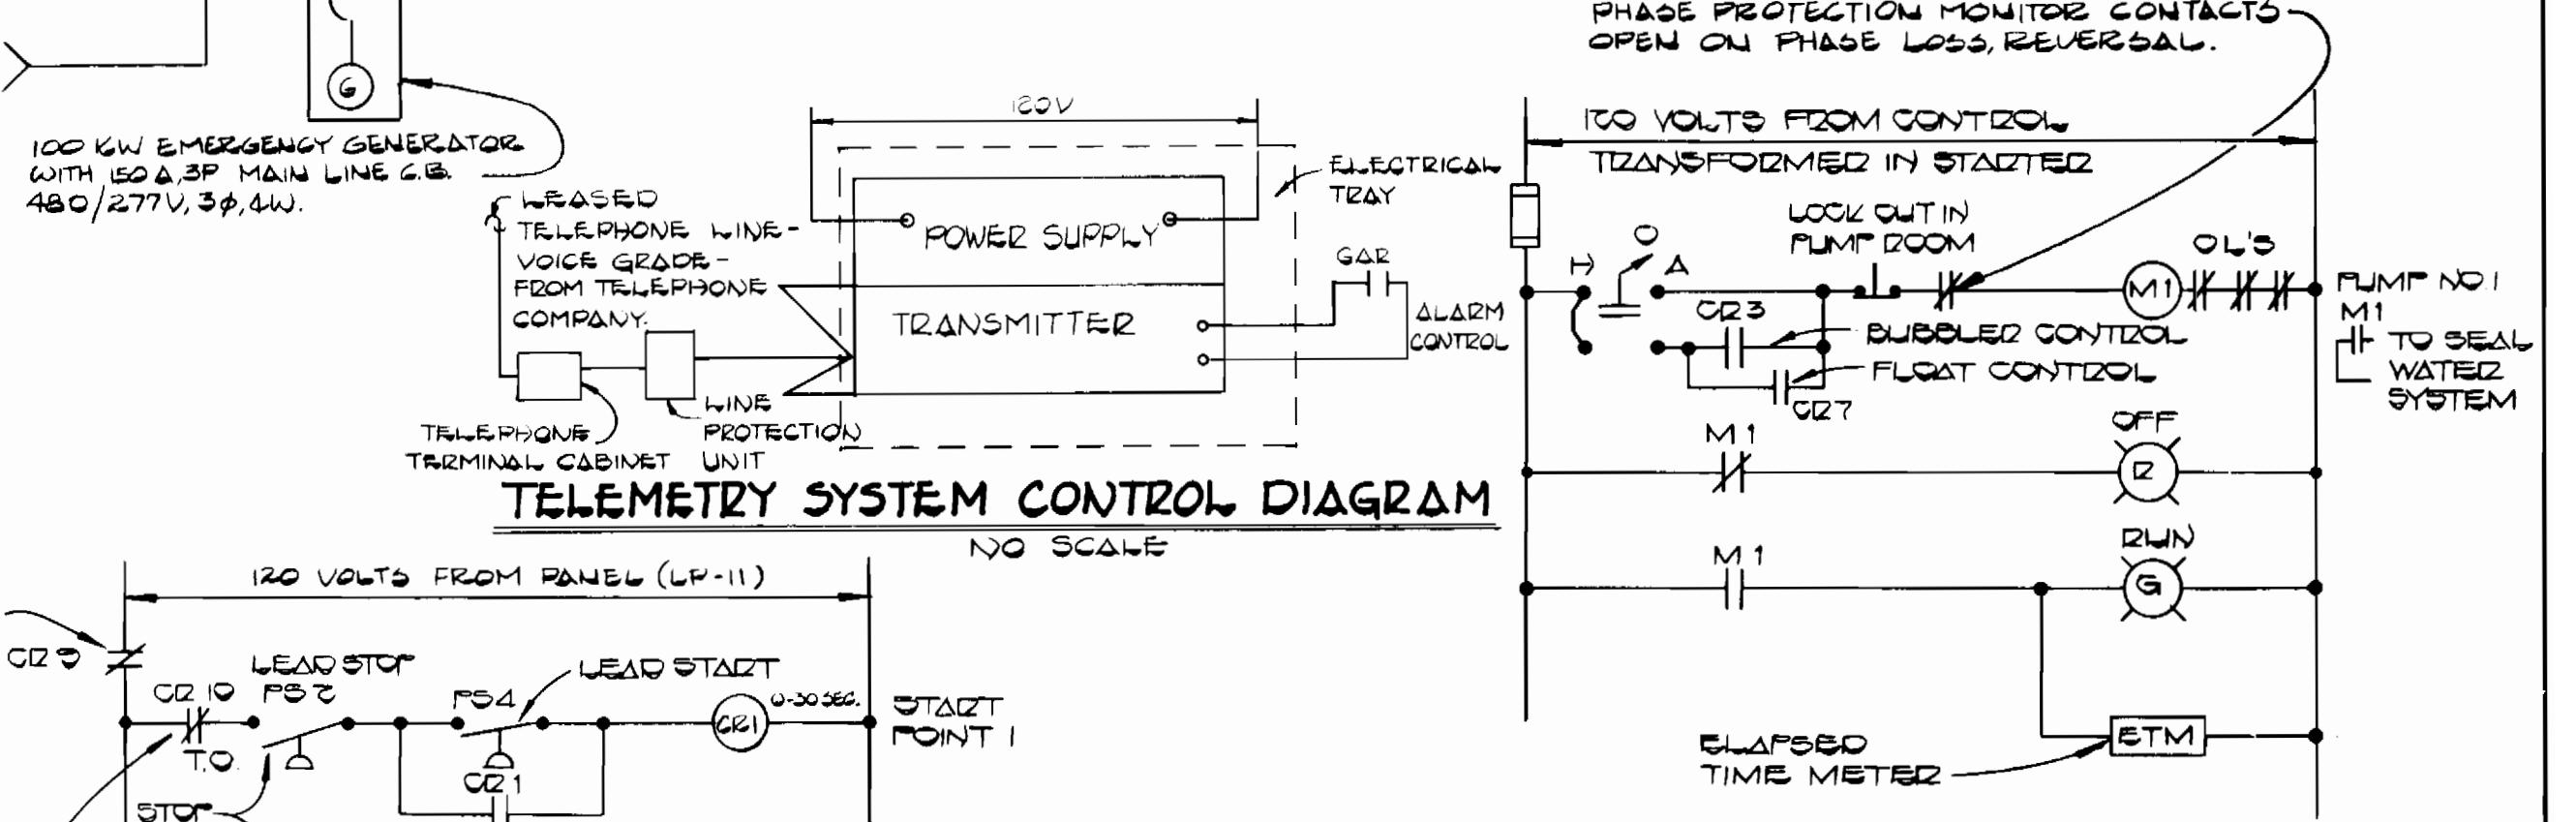 PHASE PROTECTION MONITOR CONTACTS
OPEN ON PHASE LOSS, REVERSAL.
G
100 KW EMERGENCY GENERATOR
WITH 150A, 3P MAIN LINE C.B.
480/277V, 3φ, 4W.
LEASED
TELEPHONE LINE-
VOICE GRADE-
FROM TELEPHONE
COMPANY.
TELEPHONE
TERMINAL CABINET
LINE
PROTECTION
UNIT
120V
POWER SUPPLY
TRANSMITTER
ELECTRICAL
TRAY
GAR
ALARM
CONTROL
TELEMETRY SYSTEM CONTROL DIAGRAM
NO SCALE
120 VOLTS FROM CONTROL
TRANSFORMED IN STARTER
LOCK OUT IN
PUMP ROOM
H O A
OL'S
M1
PUMP NO. 1
M1
TO SEAL
WATER
SYSTEM
CR3
BUBBLER CONTROL
FLOAT CONTROL
CR7
M1
OFF
R
M1
RUN
G
ELAPSED
TIME METER
ETM
120 VOLTS FROM PANEL (LP-11)
CR9
LEAD STOP
CR10 PS2
T.O.
PS4
LEAD START
CR1
0-30 SEC.
START
POINT 1
CR1
STOP